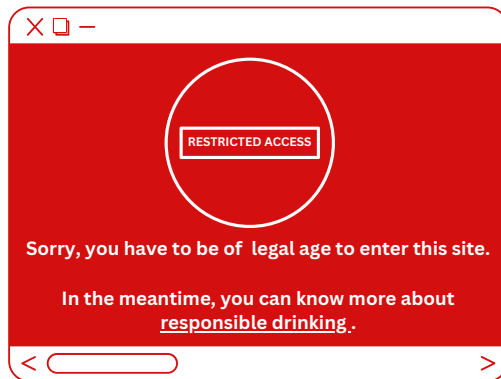 RESTRICTED ACCESS
Sorry, you have to be of  legal age to enter this site.
In the meantime, you can know more about
responsible drinking .